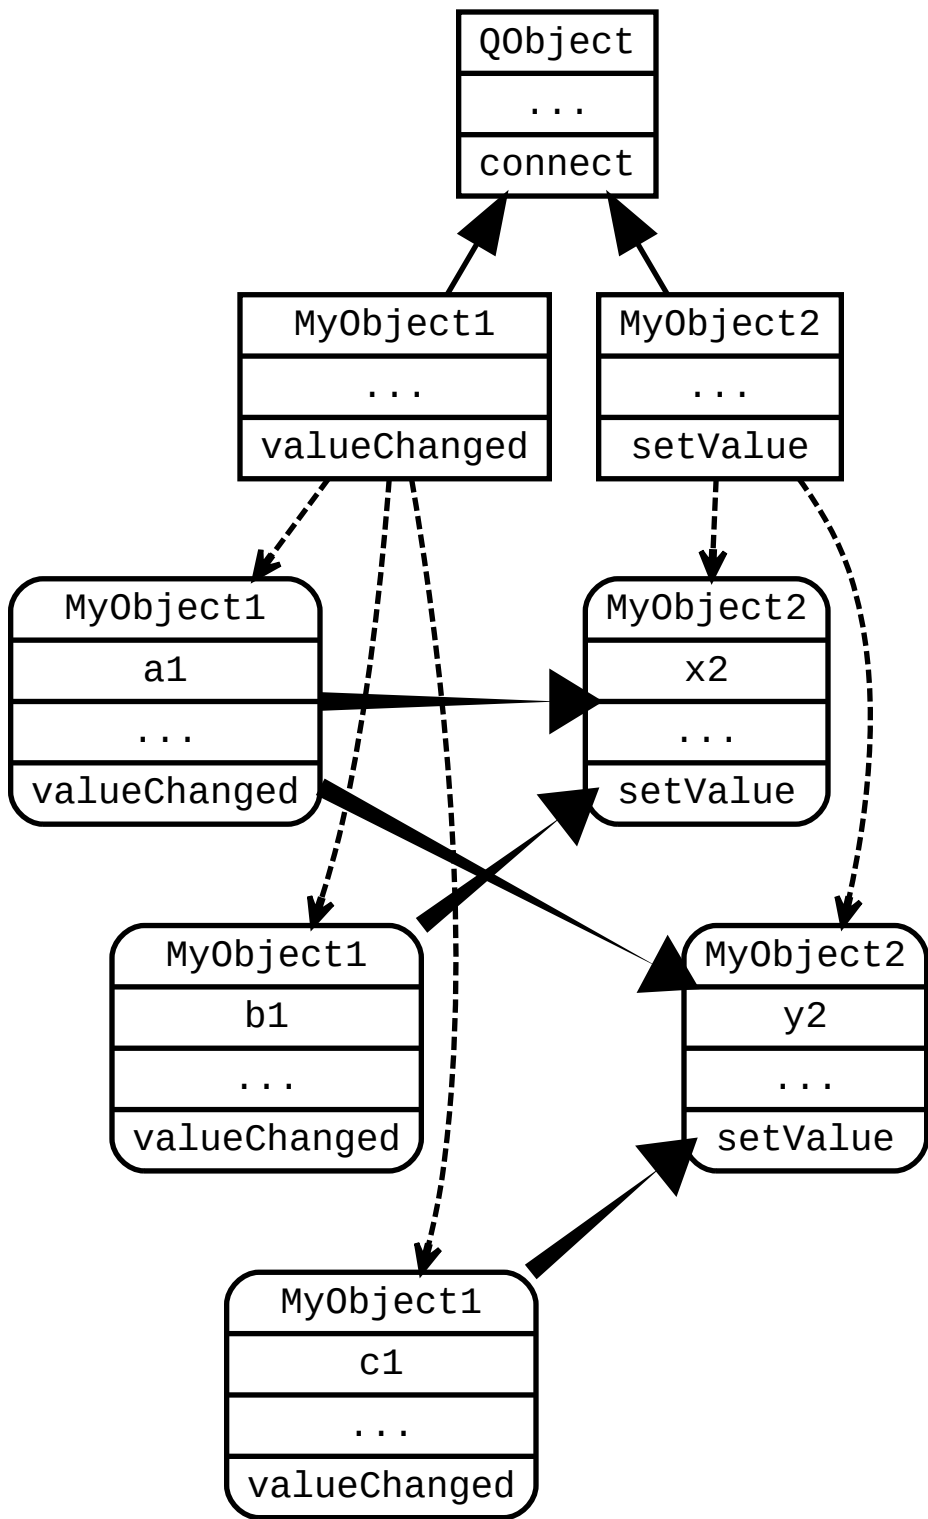 QObject
...
connect
MyObject1
...
valueChanged
MyObject2
...
setValue
MyObject1
a1
...
valueChanged
MyObject2
x2
...
setValue
MyObject1
b1
...
valueChanged
MyObject2
y2
...
setValue
MyObject1
c1
...
valueChanged